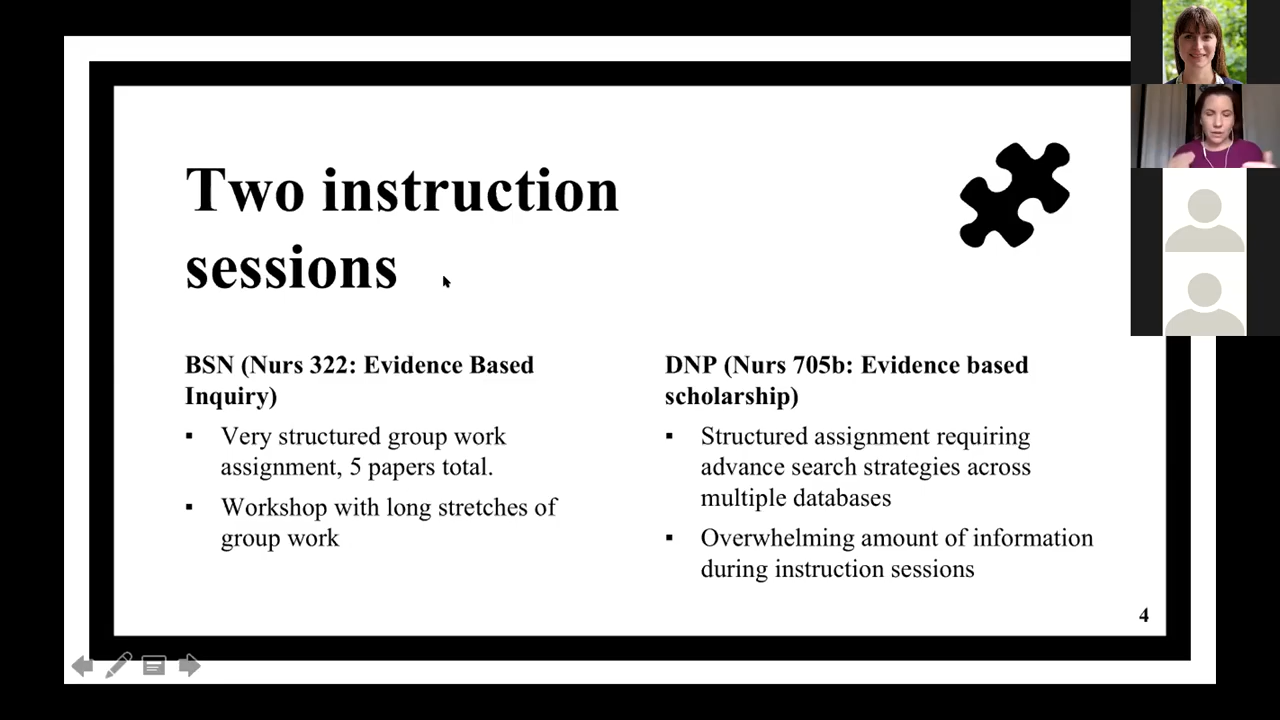 Two instruction
sessions
BSN (Nurs 322: Evidence Based
Inquiry)
▪ Very structured group work
assignment, 5 papers total.
▪ Workshop with long stretches of
group work
DNP (Nurs 705b: Evidence based
scholarship)
▪ Structured assignment requiring
advance search strategies across
multiple databases
▪ Overwhelming amount of information
during instruction sessions
4